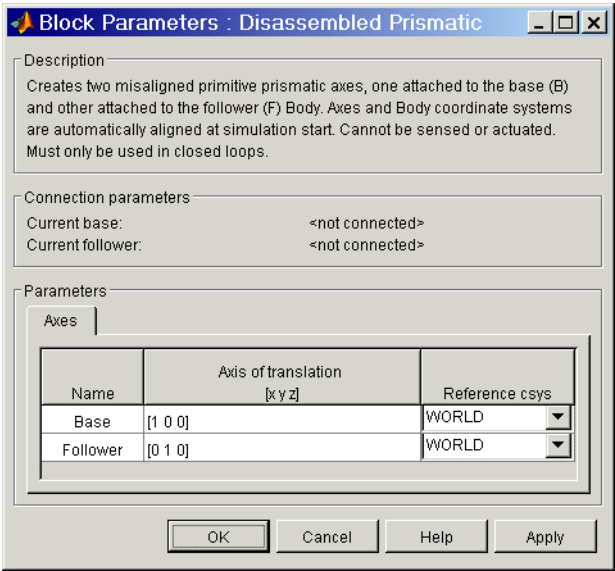 Block Parameters : Disassembled Prismatic
Description
Creates two misaligned primitive prismatic axes, one attached to the base (B)
and other attached to the follower (F) Body. Axes and Body coordinate systems
are automatically aligned at simulation start. Cannot be sensed or actuated.
Must only be used in closed loops.
Connection parameters
Current base: <not connected>
Current follower: <not connected>
Parameters
Axes
Name Axis of translation [x y z] Reference csys
Base [1 0 0] WORLD
Follower [0 1 0] WORLD
OK Cancel Help Apply